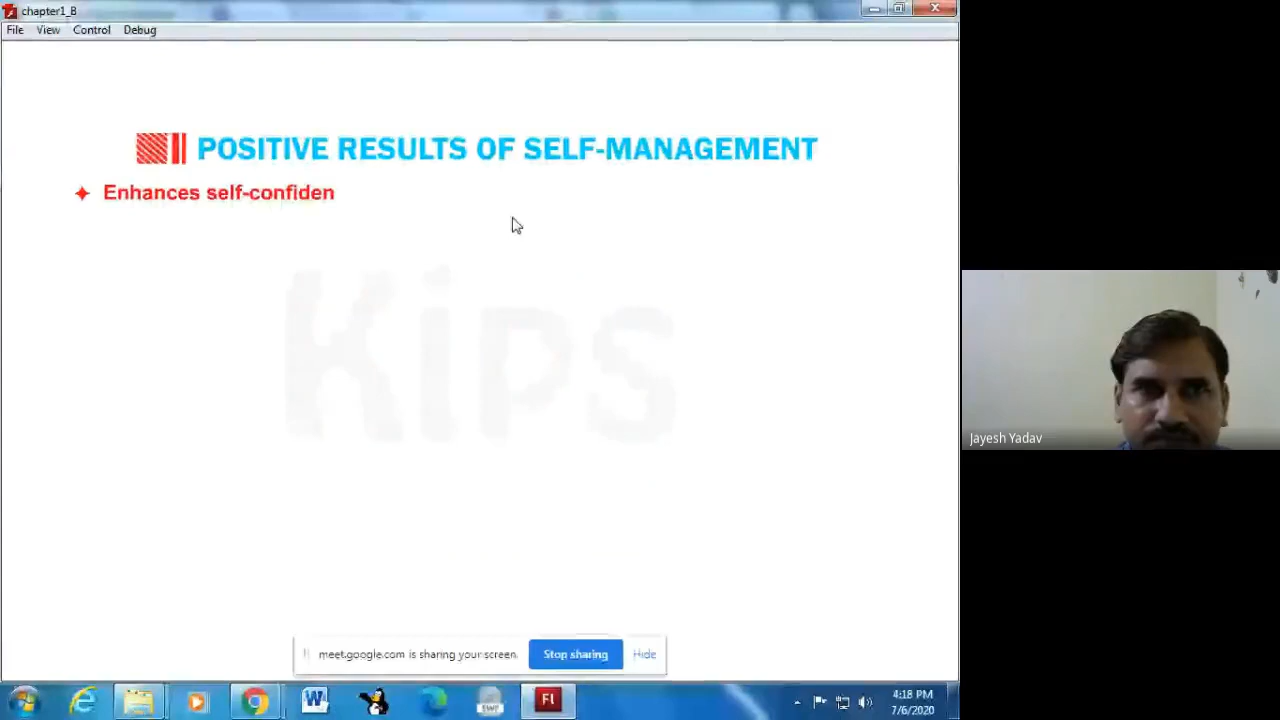 chapter1_B
File View Control Debug
POSITIVE RESULTS OF SELF-MANAGEMENT
Enhances self-confiden
Kips
Jayesh Yadav
meet.google.com is sharing your screen.
Stop sharing
Hide
4:18 PM
7/6/2020